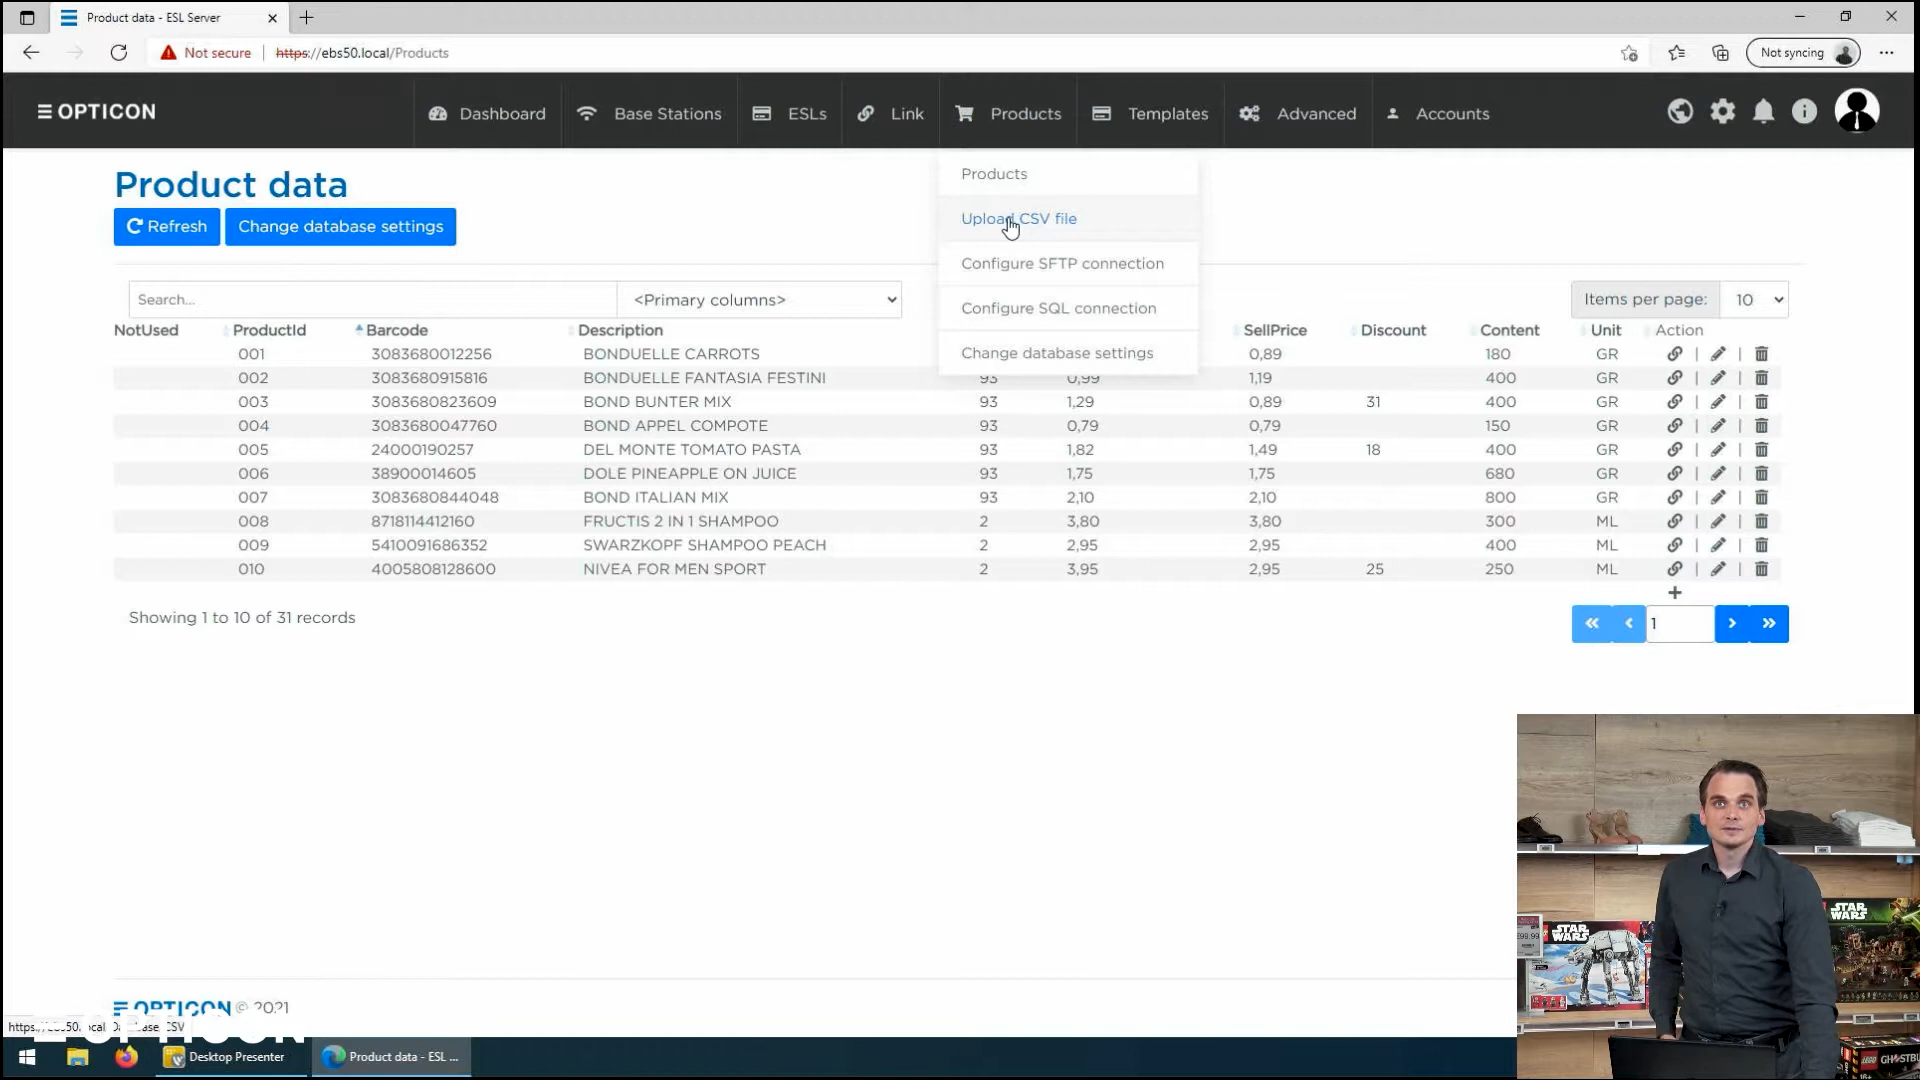 Product data - ESL Server
Not secure https://ebs50.local/Products Not syncing
OPTICON Dashboard Base Stations ESLs Link Products Templates Advanced Accounts
Product data
Refresh Change database settings
Products
Upload CSV file
Configure SFTP connection
Configure SQL connection
Change database settings
Search... <Primary columns> Items per page: 10
NotUsed ProductId Barcode Description SellPrice Discount Content Unit Action
001 3083680012256 BONDUELLE CARROTS 0,89 180 GR
002 3083680915816 BONDUELLE FANTASIA FESTINI 93 0,99 1,19 400 GR
003 3083680823609 BOND BUNTER MIX 93 1,29 0,89 31 400 GR
004 3083680047760 BOND APPEL COMPOTE 93 0,79 0,79 150 GR
005 24000190257 DEL MONTE TOMATO PASTA 93 1,82 1,49 18 400 GR
006 38900014605 DOLE PINEAPPLE ON JUICE 93 1,75 1,75 680 GR
007 3083680844048 BOND ITALIAN MIX 93 2,10 2,10 800 GR
008 8718114412160 FRUCTIS 2 IN 1 SHAMPOO 2 3,80 3,80 300 ML
009 5410091686352 SWARZKOPF SHAMPOO PEACH 2 2,95 2,95 400 ML
010 4005808128600 NIVEA FOR MEN SPORT 2 3,95 2,95 25 250 ML
Showing 1 to 10 of 31 records
1
OPTICON © 2021
OPTICON
Desktop Presenter Product data - ESL ...
STAR WARS
STAR WARS
LEGO